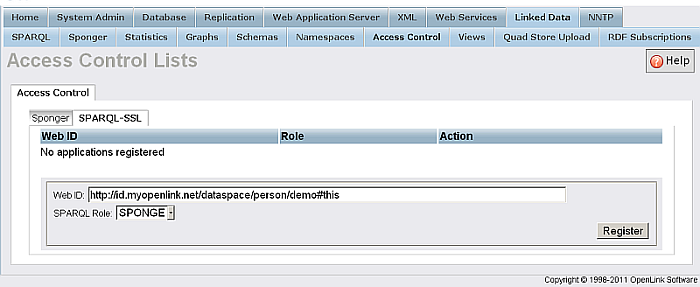 Home System Admin Database Replication Web Application Server XML Web Services Linked Data NNTP
SPARQL Sponger Statistics Graphs Schemas Namespaces Access Control Views Quad Store Upload RDF Subscriptions
Access Control Lists
Help
Access Control
Sponger SPARQL-SSL
Web ID Role Action
No applications registered
Web ID: http://id.myopenlink.net/dataspace/person/demo#this
SPARQL Role: SPONGE
Register
Copyright © 1998-2011 OpenLink Software